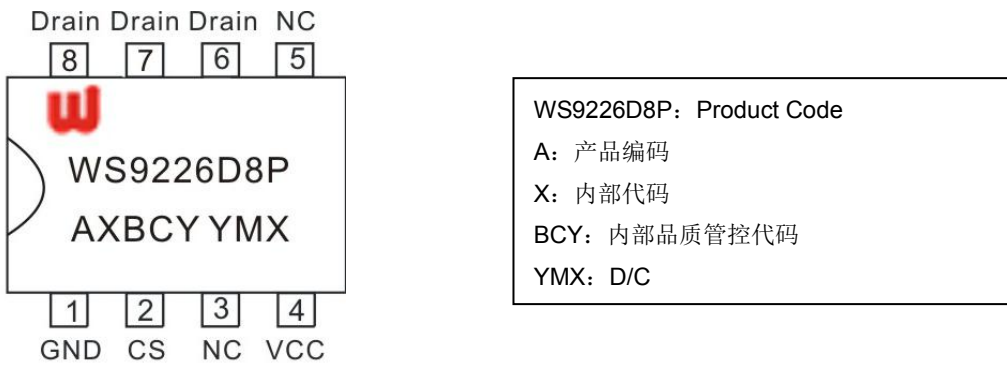 Drain Drain Drain NC
8 7 6 5
WS9226D8P
AXBCY YMX
1 2 3 4
GND CS NC VCC
WS9226D8P：Product Code
A：产品编码
X：内部代码
BCY：内部品质管控代码
YMX：D/C